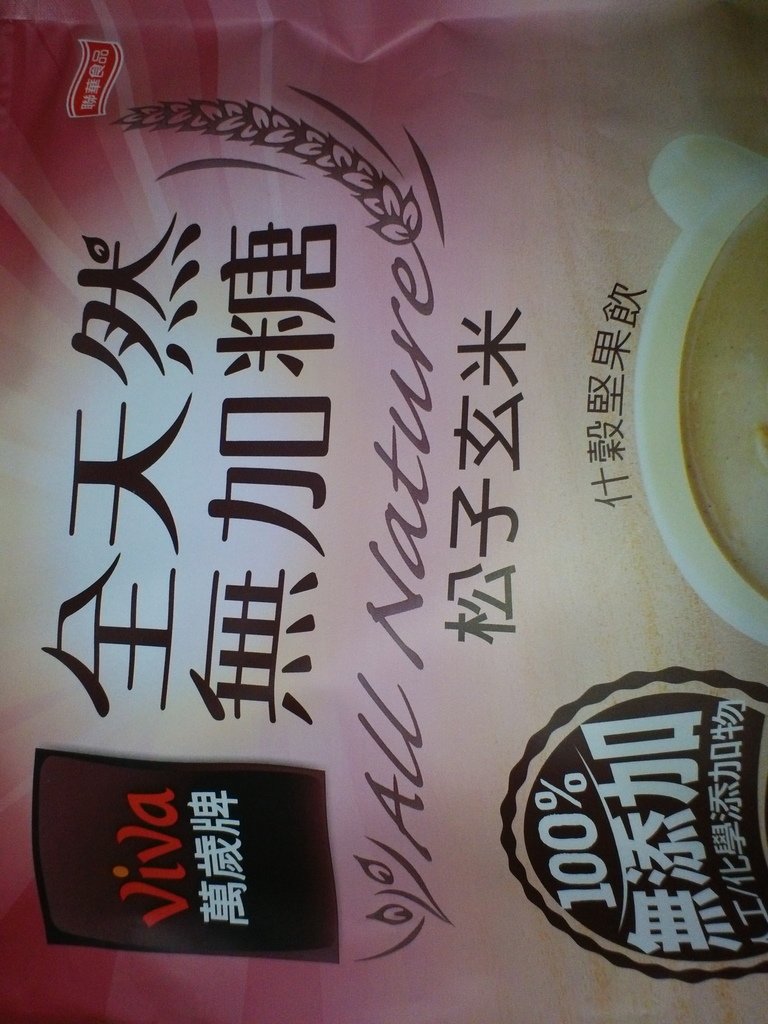 聯華食品
viva
萬歲牌
全天然
無加糖
All Nature
松子玄米
什穀堅果飲
100%
無添加
人工/化學添加物